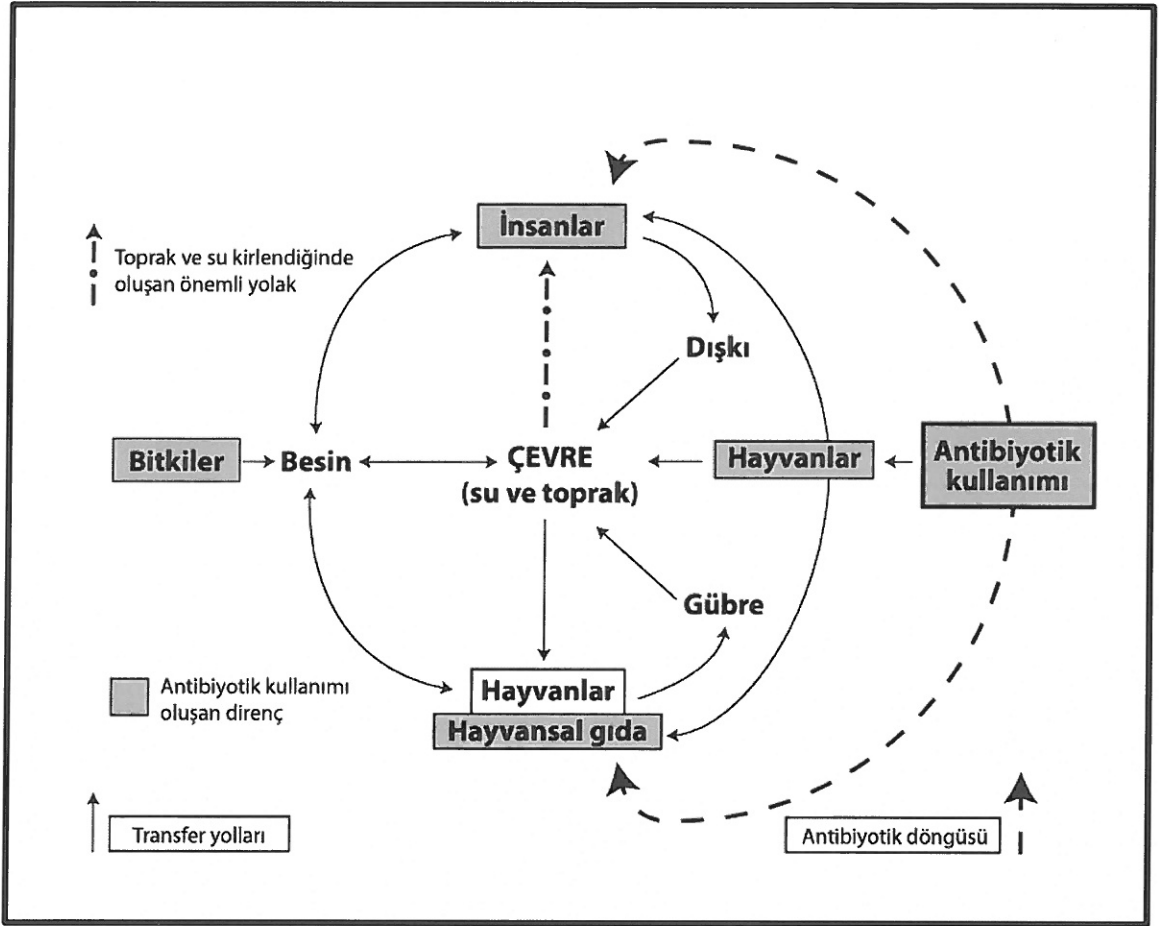 İnsanlar
Toprak ve su kirlendiğinde
oluşan önemli yolak
Dışkı
Bitkiler
Besin
ÇEVRE
(su ve toprak)
Hayvanlar
Antibiyotik
kullanımı
Gübre
Hayvanlar
Hayvansal gıda
Antibiyotik kullanımı
oluşan direnç
Transfer yolları
Antibiyotik döngüsü